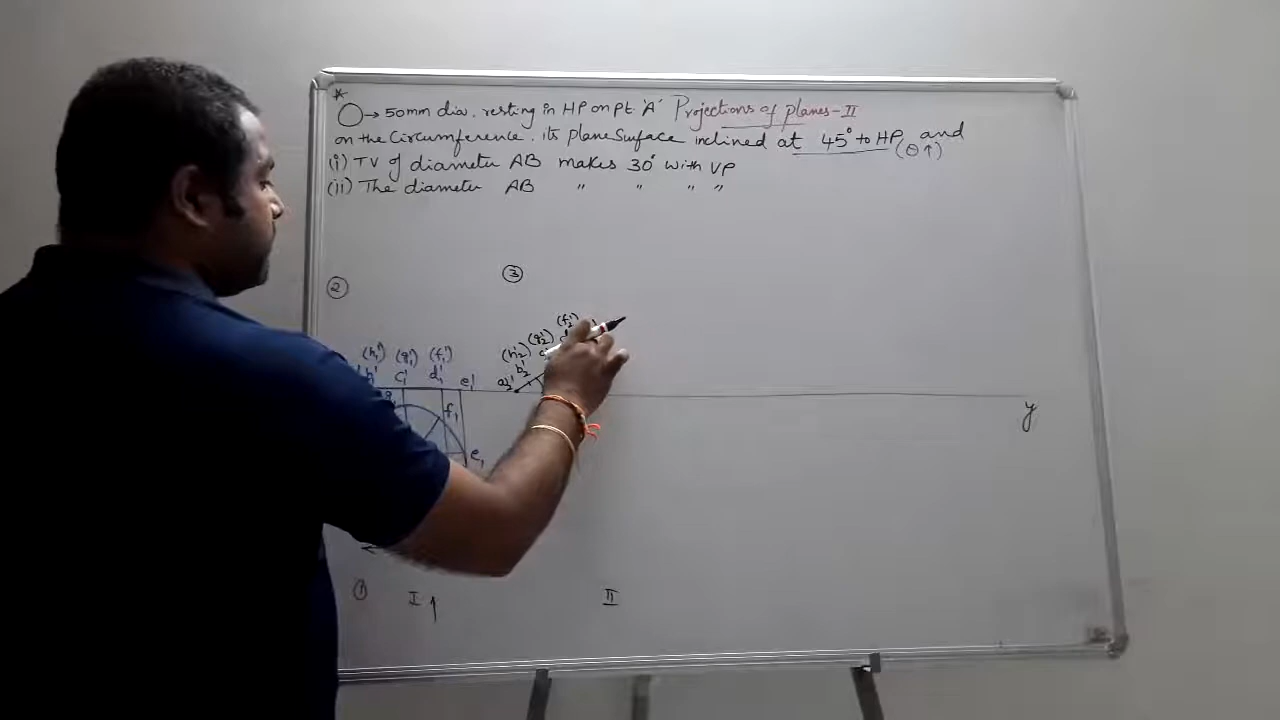 *
→ 50mm dia. resting in HP on Pt. 'A' Projections of planes-II
on the Circumference. its plane Surface inclined at 45° to HP and
(θ↑)
(i) TV of diameter AB makes 30° with VP
(ii) The diameter AB " " " "
③
②
(f2')
(g2')
(h2')
b2'
a2'
(h1') (g1') (f1')
b1' c1' d1' e1'
y
f1
e1
① I ↑ II